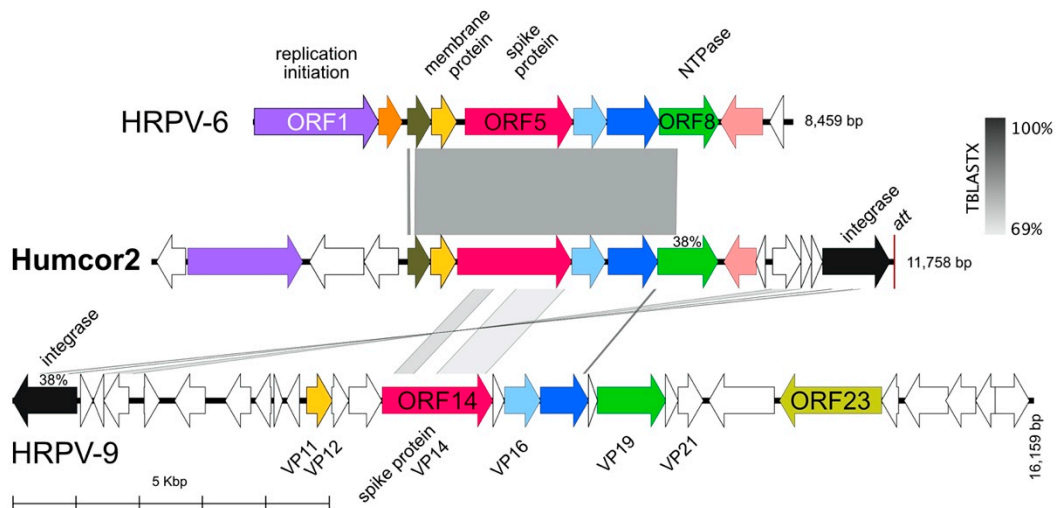 replication
initiation
membrane
protein
spike
protein
NTPase
HRPV-6
ORF1
ORF5
ORF8
8,459 bp
100%
TBLASTX
69%
integrase
att
Humcor2
38%
11,758 bp
integrase
38%
ORF14
ORF23
HRPV-9
VP11
VP12
spike protein
VP14
VP16
VP19
VP21
16,159 bp
5 Kbp